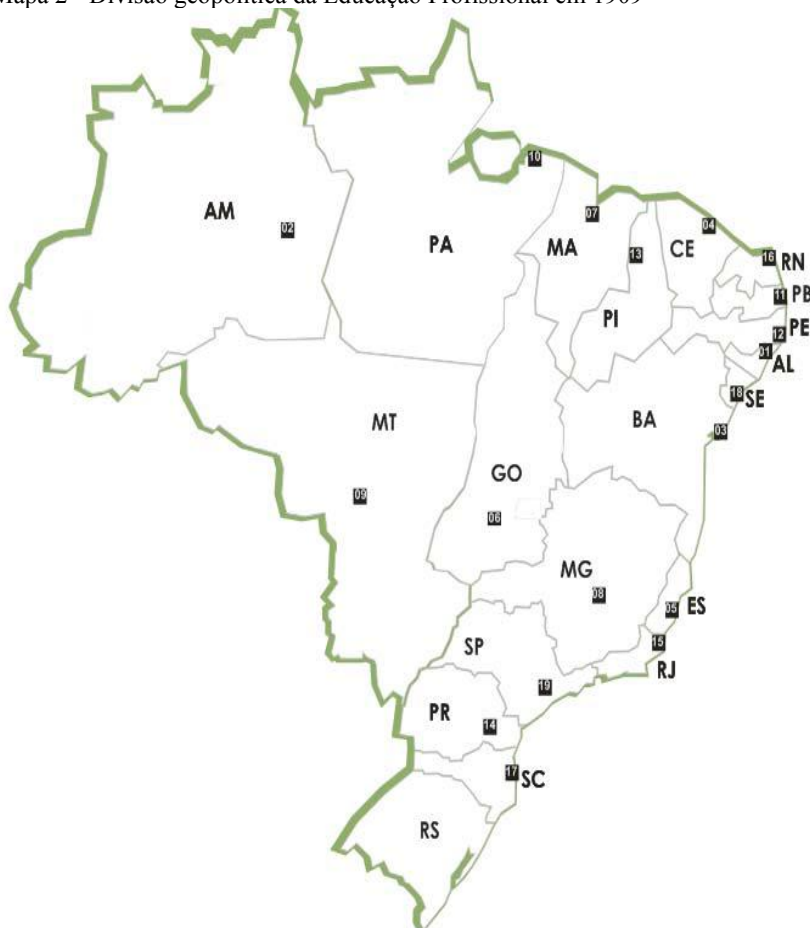 Mapa 2 - Divisão geopolítica da Educação Profissional em 1909
10
AM
02
07
04
PA
MA
CE
13
16
RN
11
PB
PI
12
PE
01
AL
MT
BA
18
SE
03
GO
09
06
MG
08
05
ES
SP
15
RJ
19
PR
14
17
SC
RS